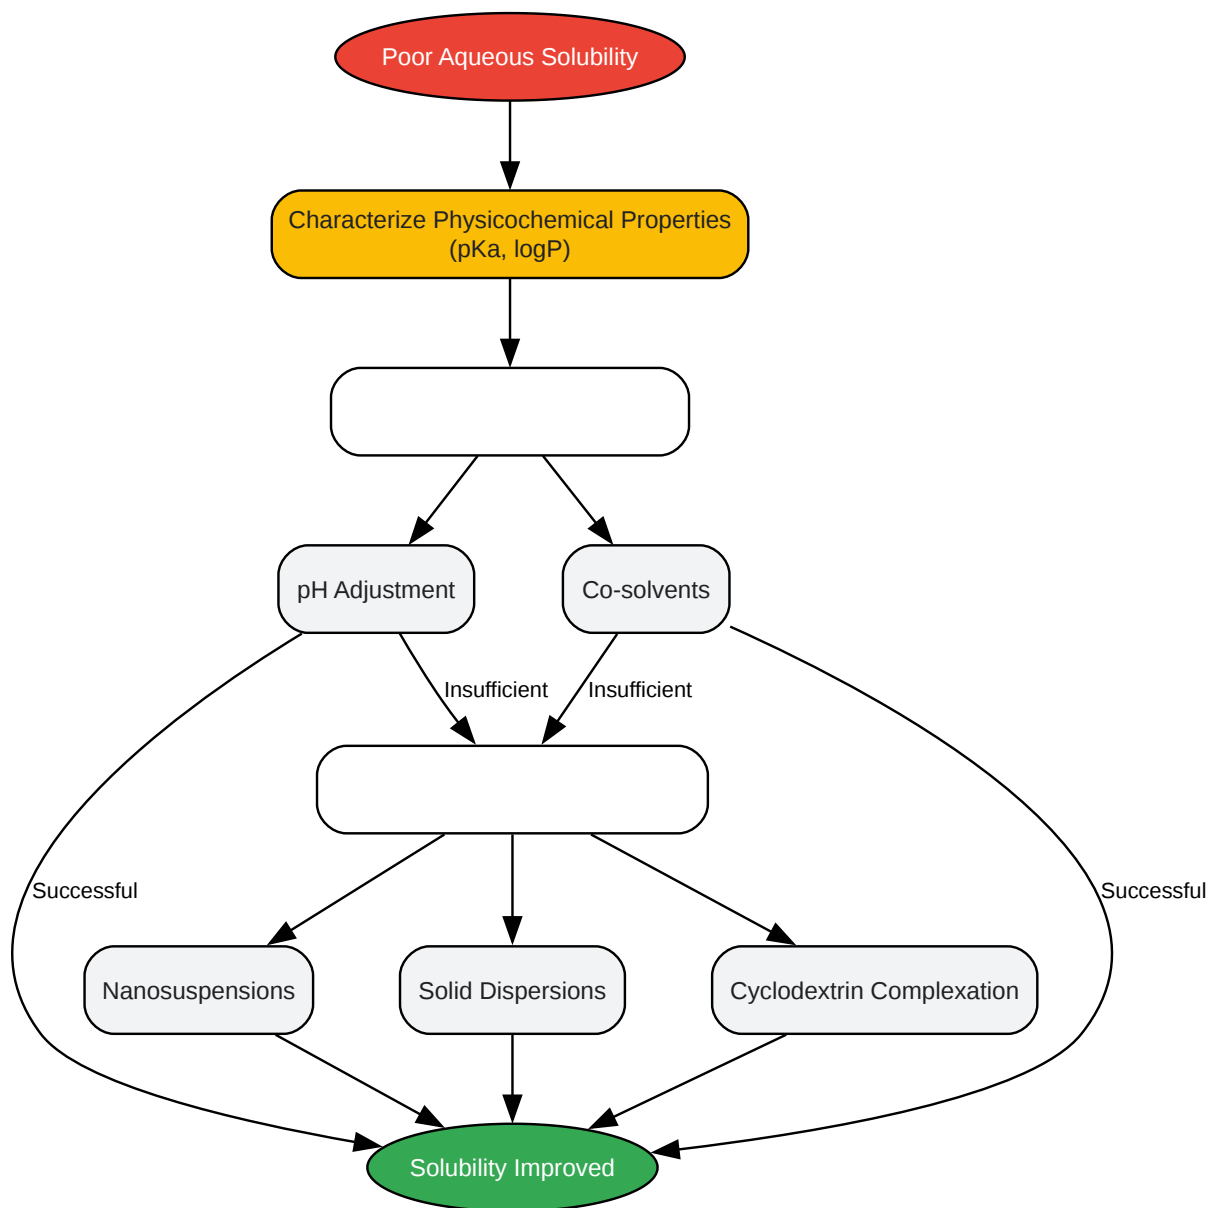 Poor Aqueous Solubility
Characterize Physicochemical Properties
(pKa, logP)
pH Adjustment
Co-solvents
Insufficient
Insufficient
Successful
Successful
Nanosuspensions
Solid Dispersions
Cyclodextrin Complexation
Solubility Improved